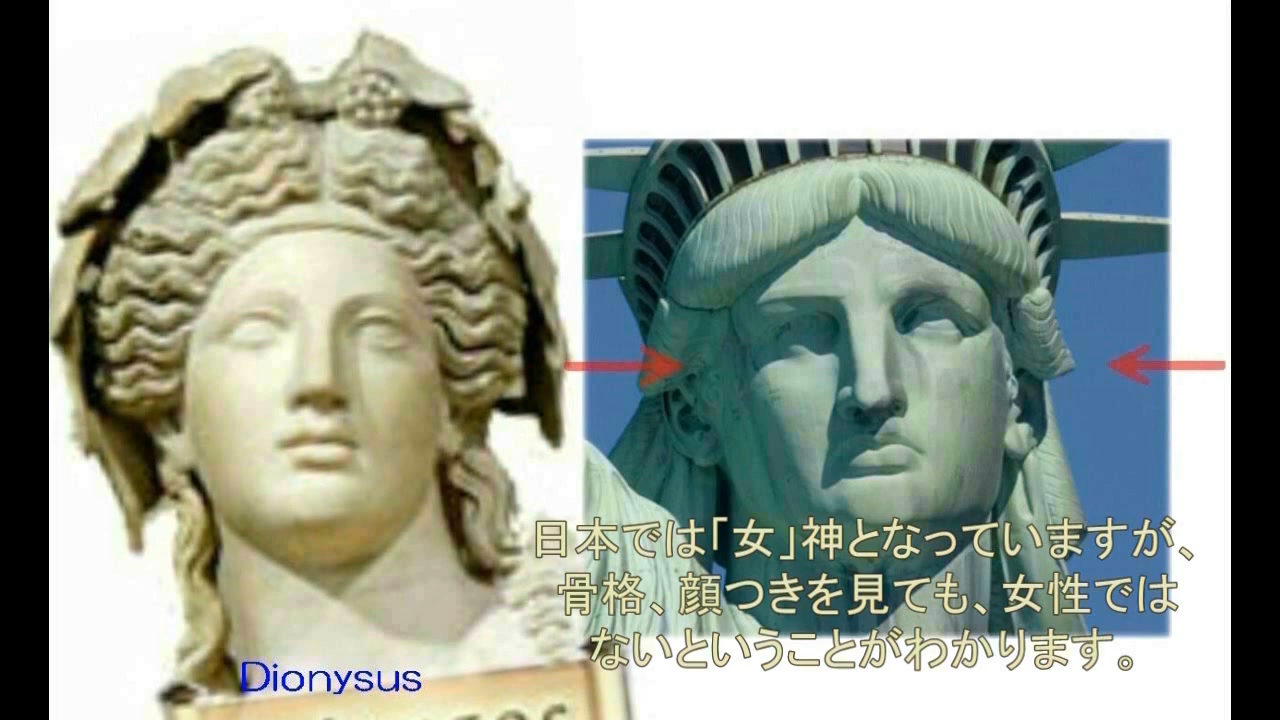 日本では「女」神となっていますが、
骨格、顔つきを見ても、女性では
ないということがわかります。
Dionysus